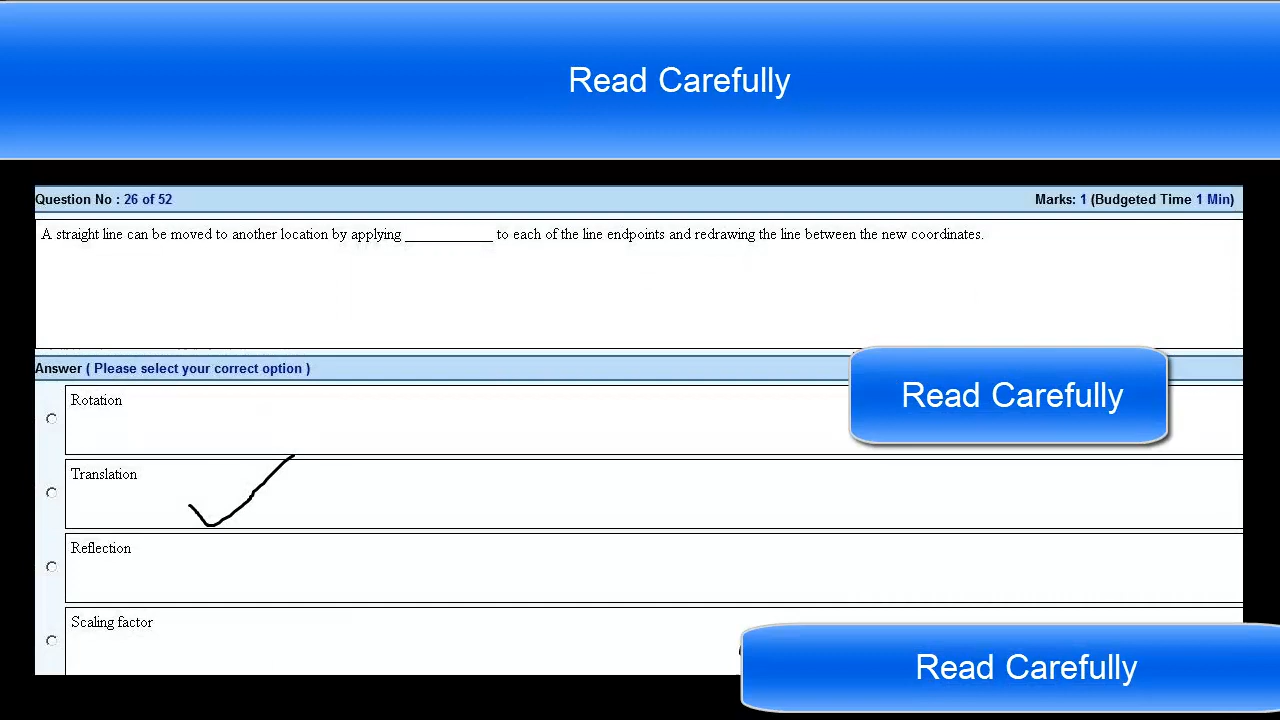 Read Carefully
Question No : 26 of 52 Marks: 1 (Budgeted Time 1 Min)
A straight line can be moved to another location by applying ___________ to each of the line endpoints and redrawing the line between the new coordinates.
Answer ( Please select your correct option )
Read Carefully
Rotation
Translation
Reflection
Scaling factor
Read Carefully